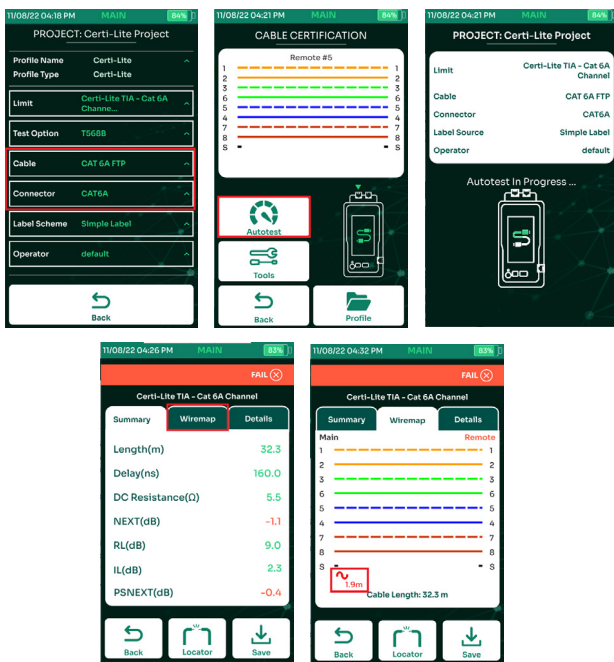 11/08/22 04:18 PM MAIN 84%
PROJECT: Certi-Lite Project
Profile Name Certi-Lite
Profile Type Certi-Lite
Limit Certi-Lite TIA - Cat 6A
Channe...
Test Option T568B
Cable CAT 6A FTP
Connector CAT6A
Label Scheme Simple Label
Operator default
Back
11/08/22 04:21 PM MAIN 84%
CABLE CERTIFICATION
Remote #5
1 1
2 2
3 3
6 6
5 5
4 4
7 7
8 8
S S
Autotest
Tools
Back Profile
11/08/22 04:21 PM MAIN 84%
PROJECT: Certi-Lite Project
Limit Certi-Lite TIA - Cat 6A
Channel
Cable CAT 6A FTP
Connector CAT6A
Label Source Simple Label
Operator default
Autotest In Progress ...
11/08/22 04:26 PM MAIN 83%
FAIL
Certi-Lite TIA - Cat 6A Channel
Summary Wiremap Details
Length(m) 32.3
Delay(ns) 160.0
DC Resistance(Ω) 5.5
NEXT(dB) -1.1
RL(dB) 9.0
IL(dB) 2.3
PSNEXT(dB) -0.4
Back Locator Save
11/08/22 04:32 PM MAIN 83%
FAIL
Certi-Lite TIA - Cat 6A Channel
Summary Wiremap Details
Main Remote
1 1
2 2
3 3
6 6
5 5
4 4
7 7
8 8
S S
1.9m
Cable Length: 32.3 m
Back Locator Save